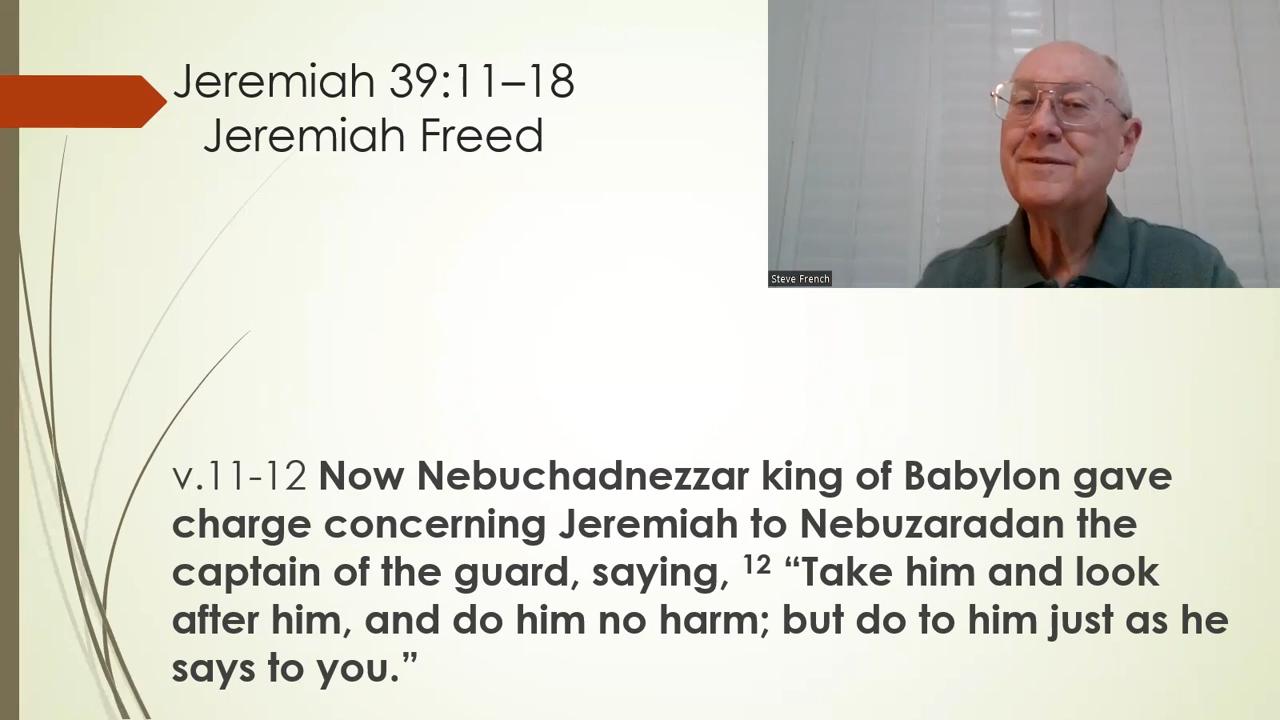 Jeremiah 39:11–18
Jeremiah Freed
Steve French
v.11-12 Now Nebuchadnezzar king of Babylon gave
charge concerning Jeremiah to Nebuzaradan the
captain of the guard, saying, ¹² “Take him and look
after him, and do him no harm; but do to him just as he
says to you.”